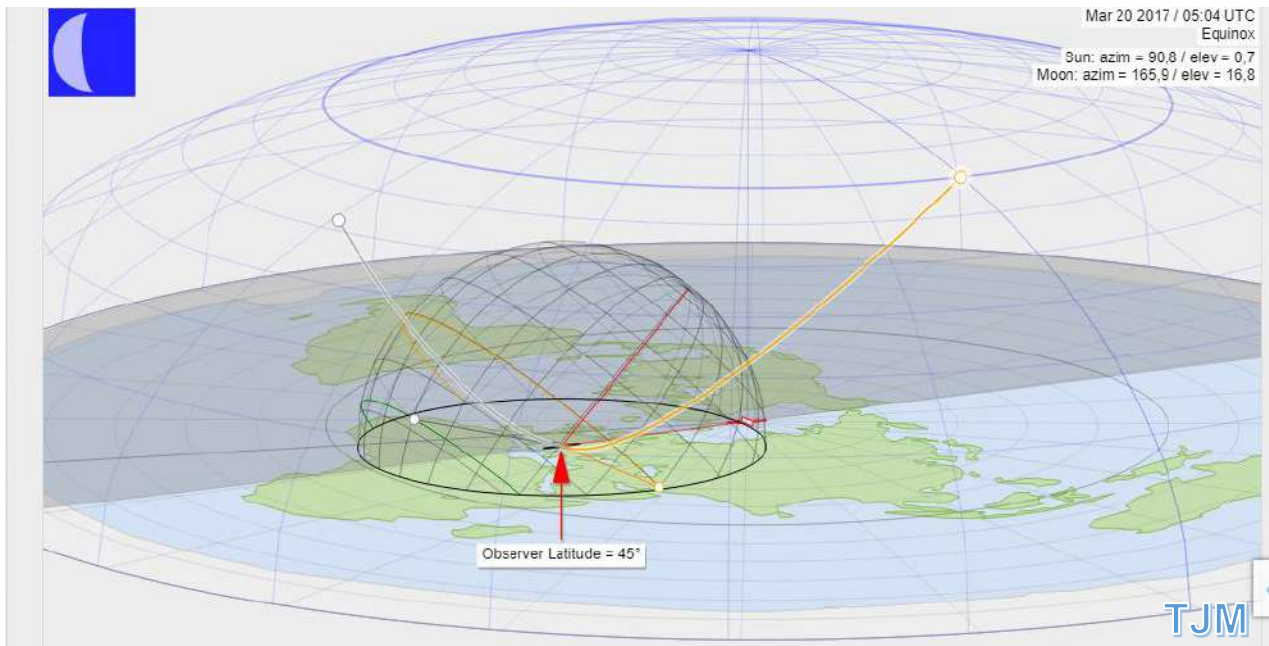 Mar 20 2017 / 05:04 UTC
Equinox
Sun: azim = 90,8 / elev = 0,7
Moon: azim = 165,9 / elev = 16,8
Observer Latitude = 45°
TJM